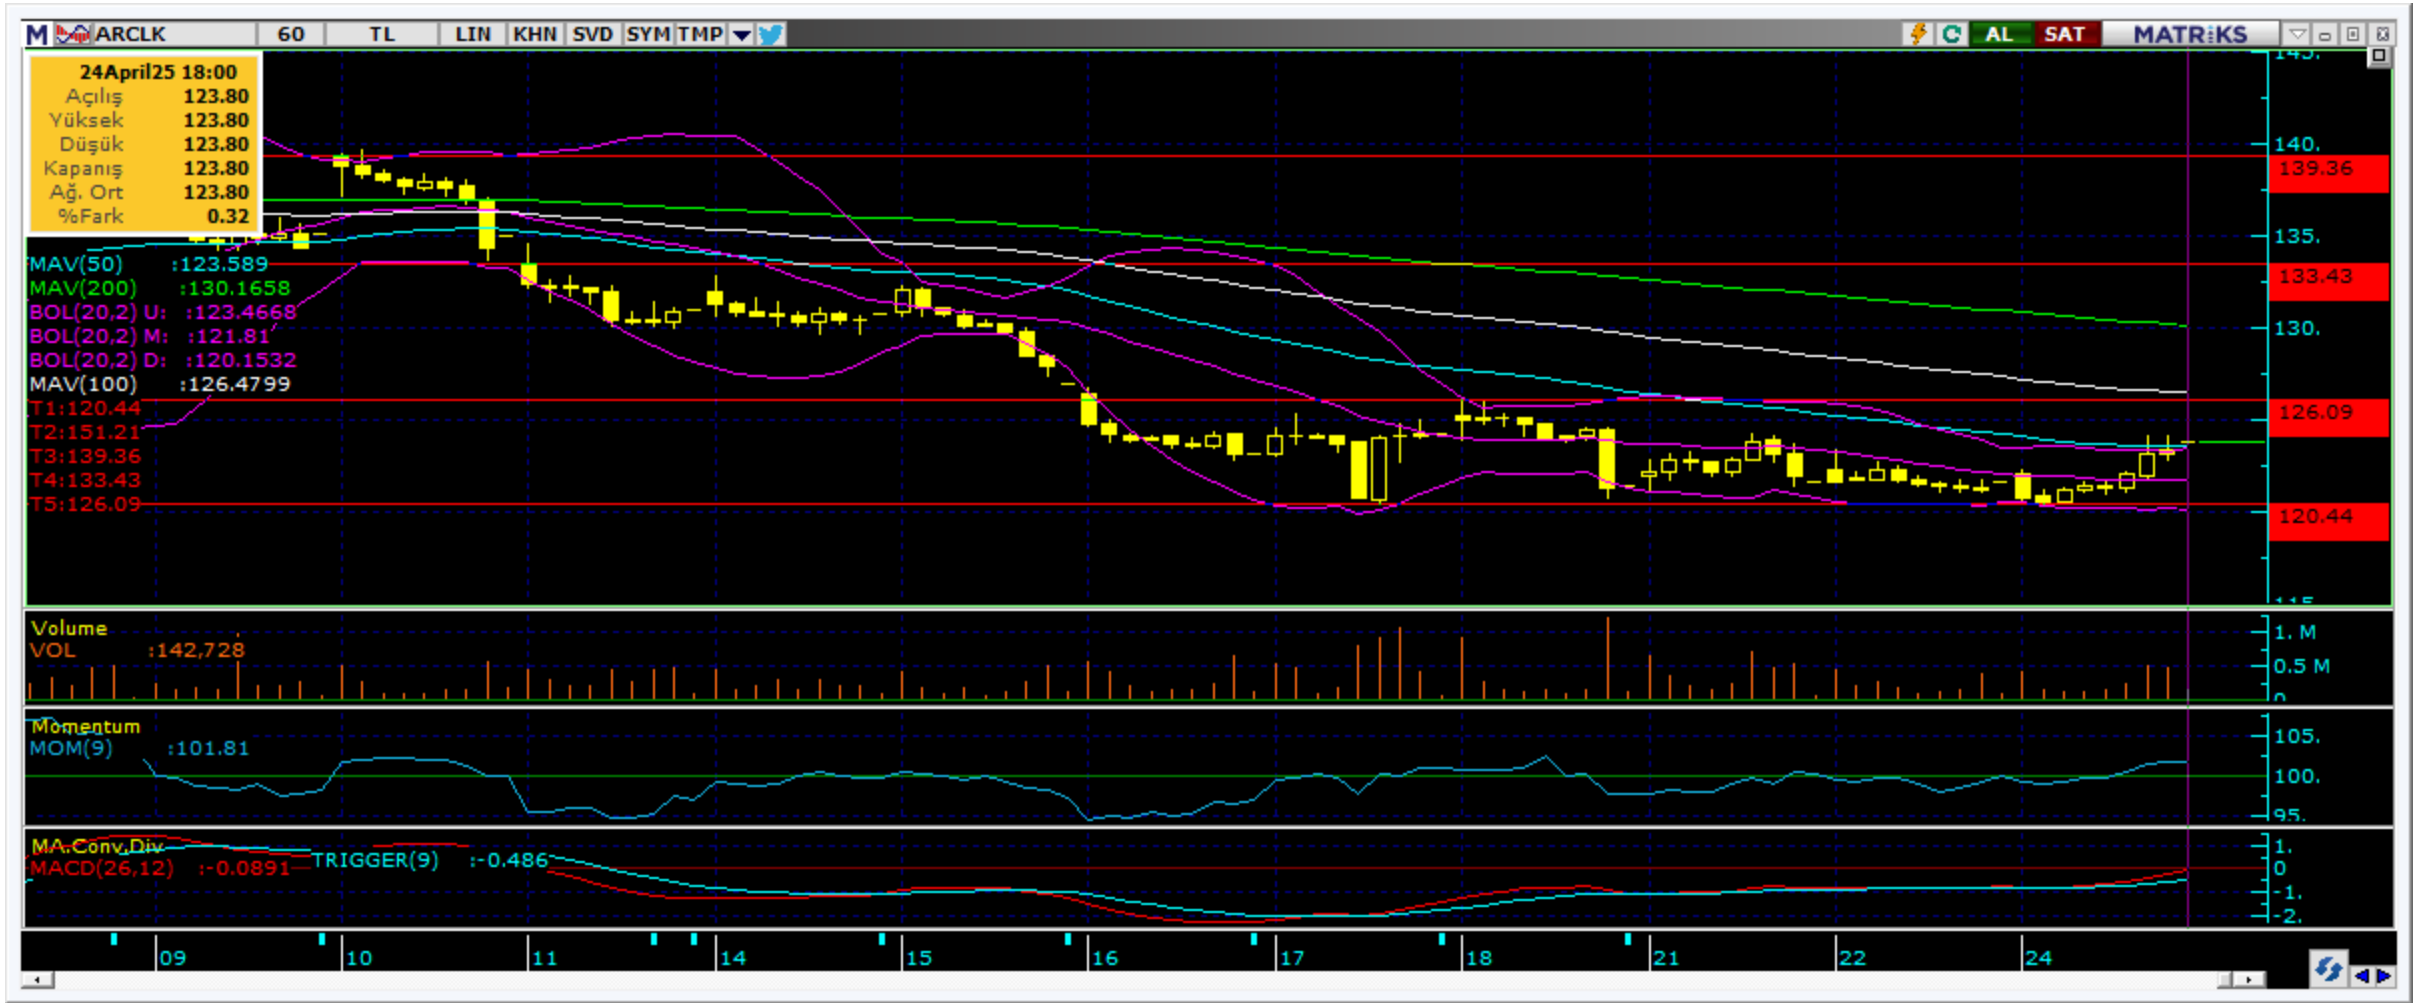 M ARCLK 60 TL LIN KHN SVD SYM TMP AL SAT MATRiKS
24April25 18:00
Açılış 123.80
Yüksek 123.80
Düşük 123.80
Kapanış 123.80
Ağ. Ort 123.80
%Fark 0.32
MAV(50) :123.589
MAV(200) :130.1658
BOL(20,2) U: :123.4668
BOL(20,2) M: :121.81
BOL(20,2) D: :120.1532
MAV(100) :126.4799
T1:120.44
T2:151.21
T3:139.36
T4:133.43
T5:126.09
145.
140.
139.36
135.
133.43
130.
126.09
120.44
115
Volume
VOL :142,728
1. M
0.5 M
0
Momentum
MOM(9) :101.81
105.
100.
95.
MA.Conv.Div
MACD(26,12) :-0.0891 TRIGGER(9) :-0.486
1.
0
-1.
-2.
09 10 11 14 15 16 17 18 21 22 24